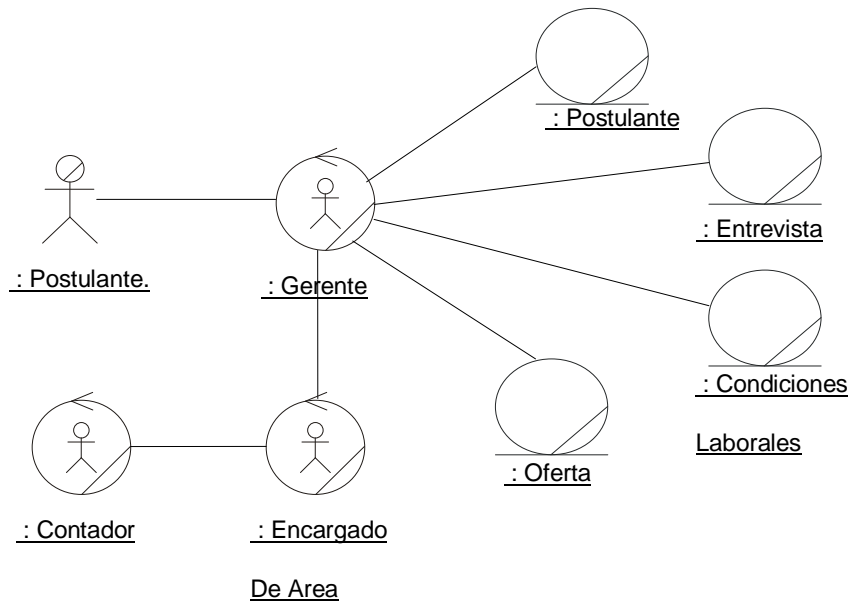 : Postulante
: Entrevista
: Postulante.
: Gerente
: Condiciones
Laborales
: Oferta
: Contador
: Encargado
De Area